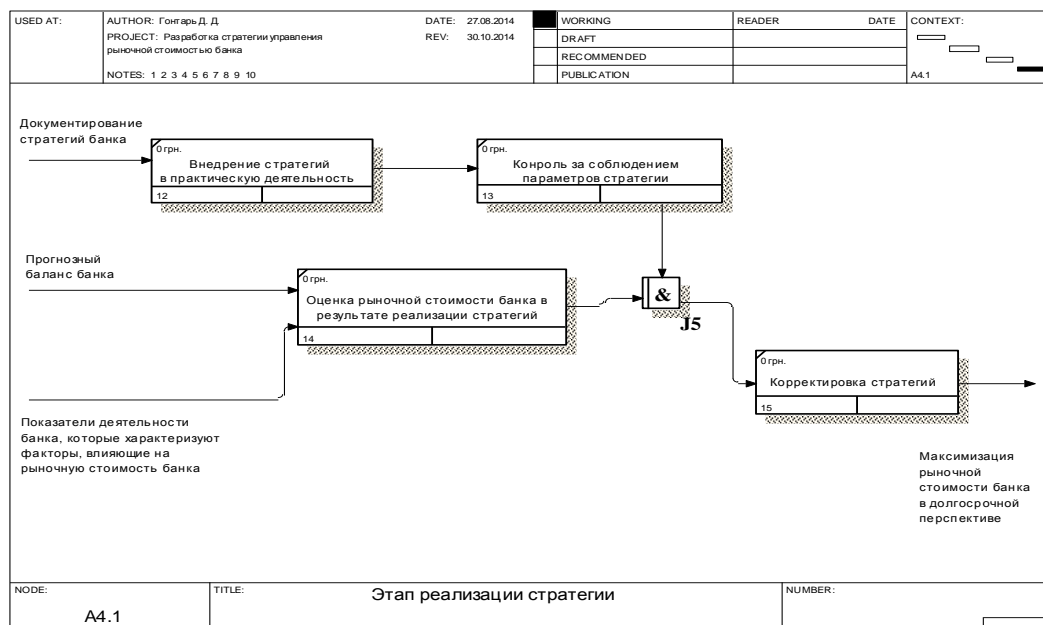 USED AT:
AUTHOR: Гонтарь Д. Д.
DATE: 27.08.2014
PROJECT: Разработка стратегии управления
рыночной стоимостью банка
REV: 30.10.2014
NOTES: 1 2 3 4 5 6 7 8 9 10
WORKING
DRAFT
RECOMMENDED
PUBLICATION
READER DATE
CONTEXT:
A4.1
Документирование
стратегий банка
0 грн.
Внедрение стратегий
в практическую деятельность
12
0 грн.
Конроль за соблюдением
параметров стратегии
13
Прогнозный
баланс банка
0 грн.
Оценка рыночной стоимости банка в
результате реализации стратегий
14
&
J5
0 грн.
Корректировка стратегий
15
Показатели деятельности
банка, которые характеризуют
факторы, влияющие на
рыночную стоимость банка
Максимизация
рыночной
стоимости банка
в долгосрочной
перспективе
NODE:
A4.1
TITLE:
Этап реализации стратегии
NUMBER: